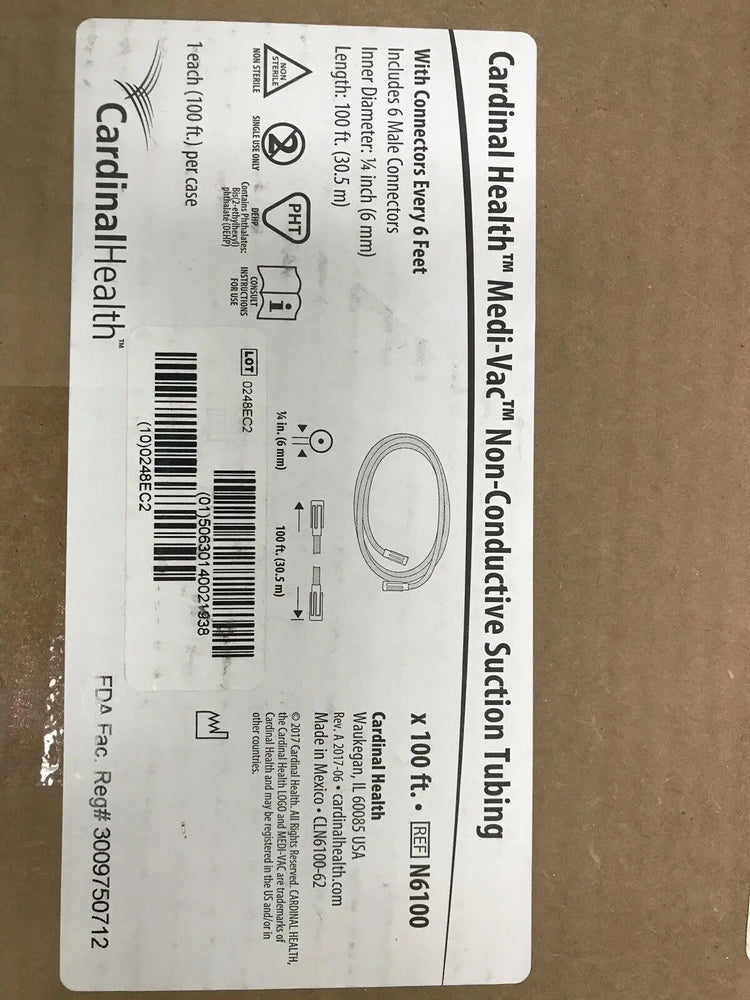 Cardinal Health™ Medi-Vac™ Non-Conductive Suction Tubing
With Connectors Every 6 Feet
Includes 6 Male Connectors
Inner Diameter: ¼ inch (6 mm)
Length: 100 ft. (30.5 m)
x 100 ft. • REF N6100
NON
STERILE
NON STERILE
2
SINGLE USE ONLY
PHT
DEHP
Contains Phthalates:
Bis(2-ethylhexyl)
phthalate (DEHP)
i
CONSULT
INSTRUCTIONS
FOR USE
1 each (100 ft.) per case
¼ in. (6 mm)
100 ft. (30.5 m)
LOT 0248EC2
(01)50630140021938
(10)0248EC2
Cardinal Health
Waukegan, IL 60085 USA
Rev. A 2017-06 • cardinalhealth.com
Made in Mexico • CLN6100-62
© 2017 Cardinal Health. All Rights Reserved. CARDINAL HEALTH,
the Cardinal Health LOGO and MEDI-VAC are trademarks of
Cardinal Health and may be registered in the US and/or in
other countries.
CardinalHealth™
FDA Fac. Reg# 3009750712